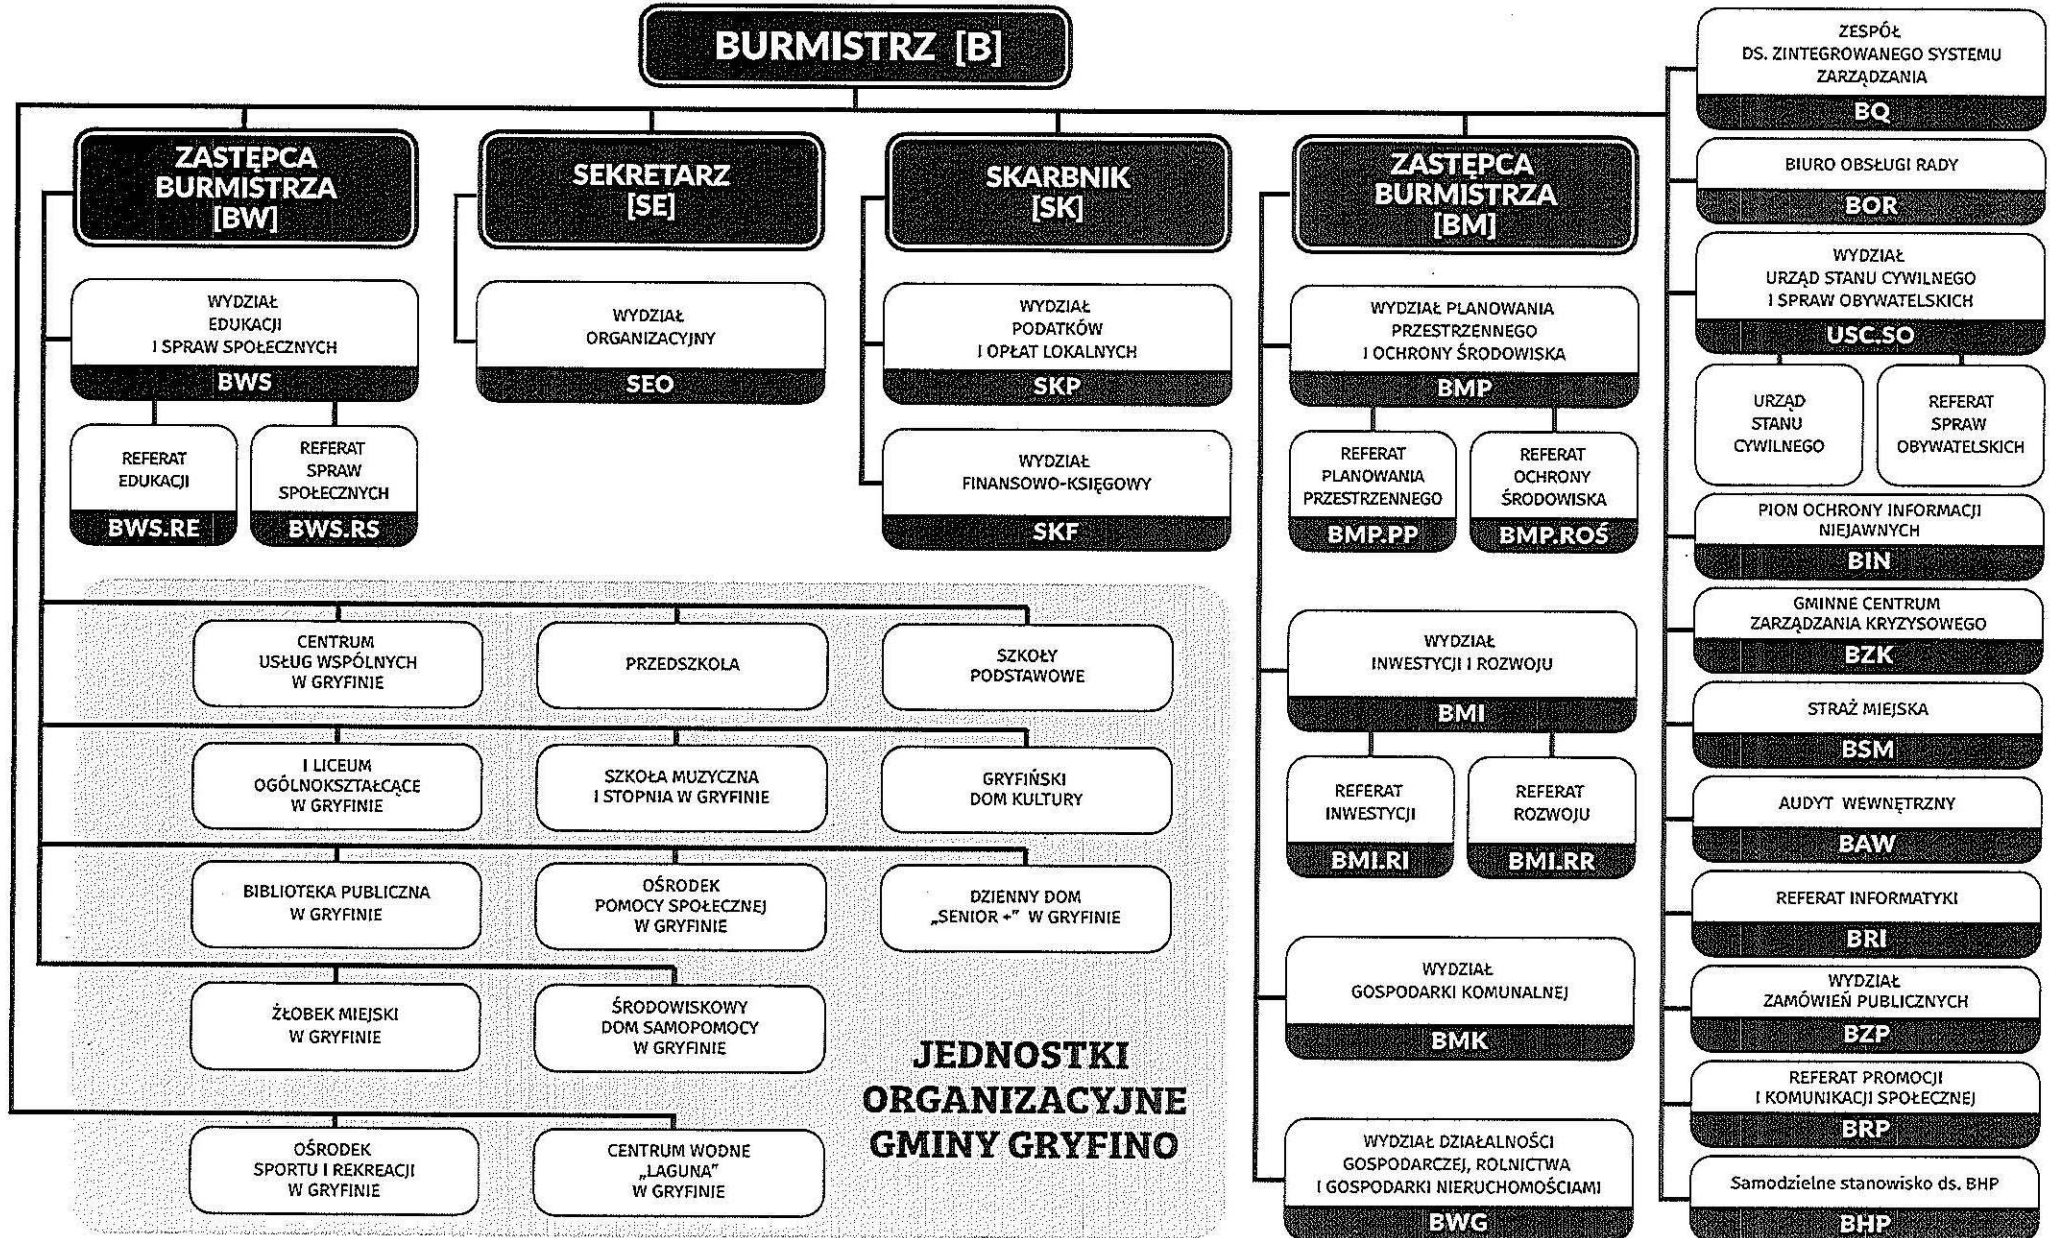 BURMISTRZ [B]
ZASTĘPCA
BURMISTRZA
[BW]
WYDZIAŁ
EDUKACJI
I SPRAW SPOŁECZNYCH
BWS
REFERAT
EDUKACJI
BWS.RE
REFERAT
SPRAW
SPOŁECZNYCH
BWS.RS
SEKRETARZ
[SE]
WYDZIAŁ
ORGANIZACYJNY
SEO
SKARBNIK
[SK]
WYDZIAŁ
PODATKÓW
I OPŁAT LOKALNYCH
SKP
WYDZIAŁ
FINANSOWO-KSIĘGOWY
SKF
ZASTĘPCA
BURMISTRZA
[BM]
WYDZIAŁ PLANOWANIA
PRZESTRZENNEGO
I OCHRONY ŚRODOWISKA
BMP
REFERAT
PLANOWANIA
PRZESTRZENNEGO
BMP.PP
REFERAT
OCHRONY
ŚRODOWISKA
BMP.ROŚ
WYDZIAŁ
INWESTYCJI I ROZWOJU
BMI
REFERAT
INWESTYCJI
BMI.RI
REFERAT
ROZWOJU
BMI.RR
WYDZIAŁ
GOSPODARKI KOMUNALNEJ
BMK
WYDZIAŁ DZIAŁALNOŚCI
GOSPODARCZEJ, ROLNICTWA
I GOSPODARKI NIERUCHOMOŚCIAMI
BWG
ZESPÓŁ
DS. ZINTEGROWANEGO SYSTEMU
ZARZĄDZANIA
BQ
BIURO OBSŁUGI RADY
BOR
WYDZIAŁ
URZĄD STANU CYWILNEGO
I SPRAW OBYWATELSKICH
USC.SO
URZĄD
STANU
CYWILNEGO
REFERAT
SPRAW
OBYWATELSKICH
PION OCHRONY INFORMACJI
NIEJAWNYCH
BIN
GMINNE CENTRUM
ZARZĄDZANIA KRYZYSOWEGO
BZK
STRAŻ MIEJSKA
BSM
AUDYT WEWNĘTRZNY
BAW
REFERAT INFORMATYKI
BRI
WYDZIAŁ
ZAMÓWIEŃ PUBLICZNYCH
BZP
REFERAT PROMOCJI
I KOMUNIKACJI SPOŁECZNEJ
BRP
Samodzielne stanowisko ds. BHP
BHP
CENTRUM
USŁUG WSPÓLNYCH
W GRYFINIE
PRZEDSZKOLA
SZKOŁY
PODSTAWOWE
I LICEUM
OGÓLNOKSZTAŁCĄCE
W GRYFINIE
SZKOŁA MUZYCZNA
I STOPNIA W GRYFINIE
GRYFIŃSKI
DOM KULTURY
BIBLIOTEKA PUBLICZNA
W GRYFINIE
OŚRODEK
POMOCY SPOŁECZNEJ
W GRYFINIE
DZIENNY DOM
„SENIOR +” W GRYFINIE
ŻŁOBEK MIEJSKI
W GRYFINIE
ŚRODOWISKOWY
DOM SAMOPOMOCY
W GRYFINIE
OŚRODEK
SPORTU I REKREACJI
W GRYFINIE
CENTRUM WODNE
„LAGUNA”
W GRYFINIE
JEDNOSTKI
ORGANIZACYJNE
GMINY GRYFINO